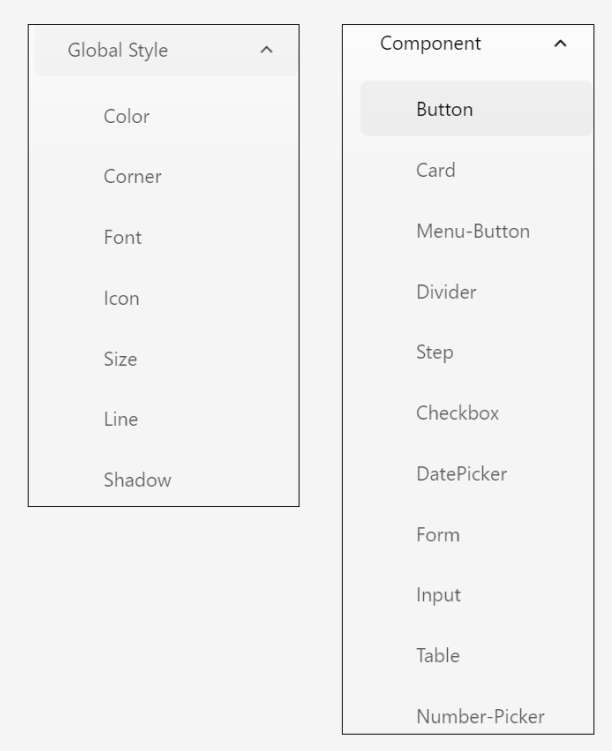 Global Style
Color
Corner
Font
Icon
Size
Line
Shadow
Component
Button
Card
Menu-Button
Divider
Step
Checkbox
DatePicker
Form
Input
Table
Number-Picker